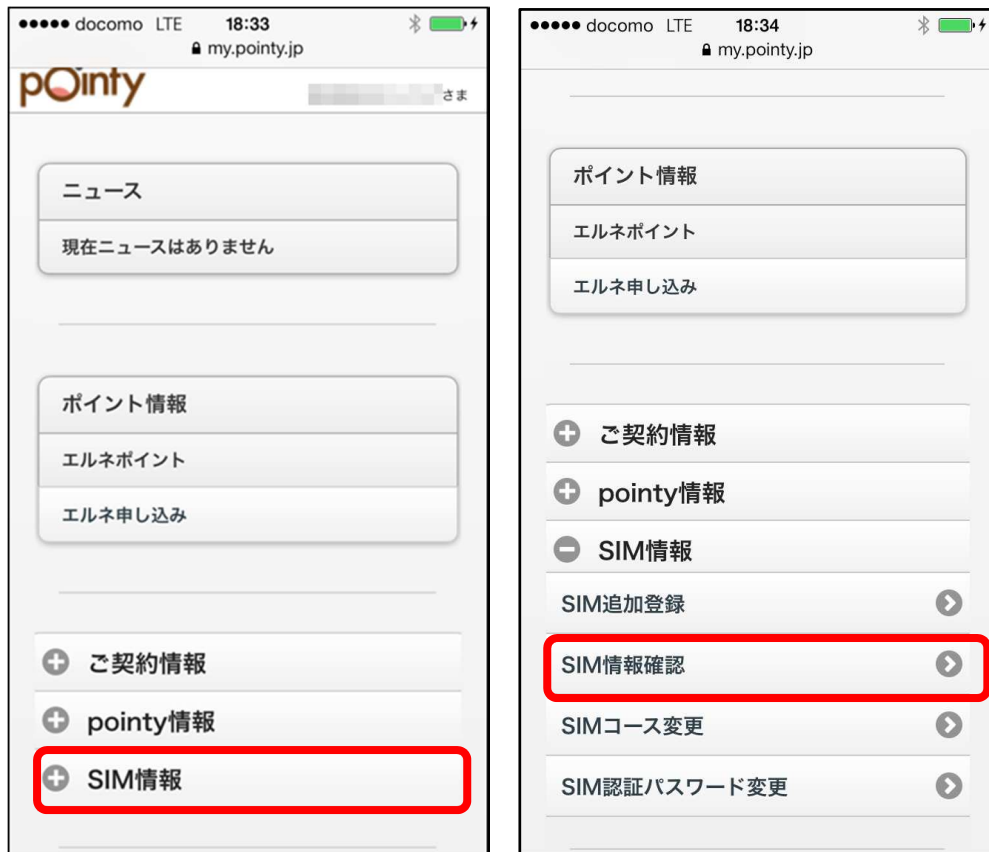 docomo LTE 18:33
my.pointy.jp
pointy
さま
ニュース
現在ニュースはありません
ポイント情報
エルネポイント
エルネ申し込み
ご契約情報
pointy情報
SIM情報
docomo LTE 18:34
my.pointy.jp
ポイント情報
エルネポイント
エルネ申し込み
ご契約情報
pointy情報
SIM情報
SIM追加登録
SIM情報確認
SIMコース変更
SIM認証パスワード変更